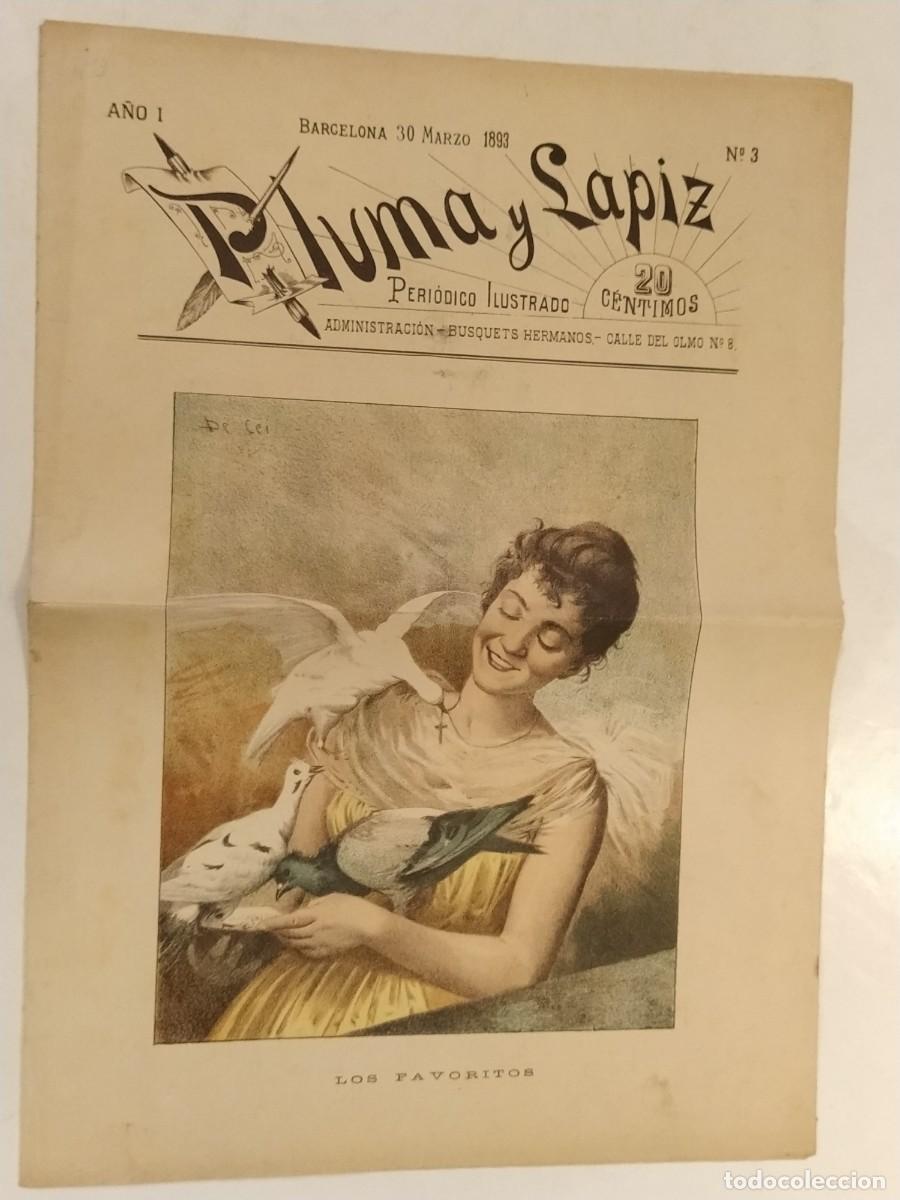 AÑO I
BARCELONA 30 MARZO 1893
Nº 3
Pluma y Lapiz
20 CÉNTIMOS
PERIÓDICO ILUSTRADO
ADMINISTRACIÓN - BUSQUETS HERMANOS.- CALLE DEL OLMO Nº 8.
LOS FAVORITOS
todocoleccion